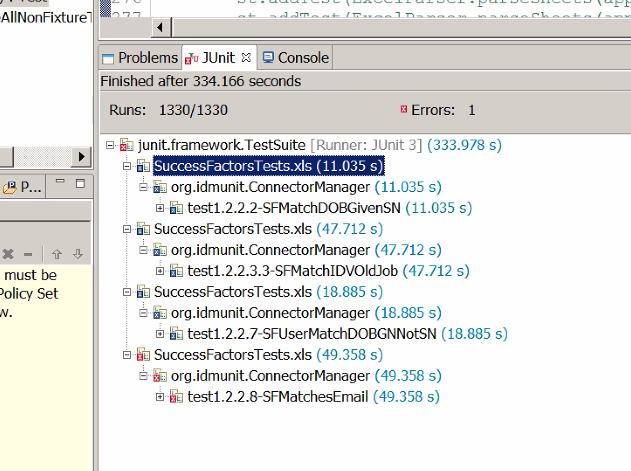 st.addTest(ExcelParser.parseSheets(app
277
eAllNonFixtureT
Problems
JUnit
Console
Finished after 334.166 seconds
Runs: 1330/1330
Errors: 1
junit.framework.TestSuite [Runner: JUnit 3] (333.978 s)
SuccessFactorsTests.xls (11.035 s)
org.idmunit.ConnectorManager (11.035 s)
test1.2.2.2-SFMatchDOBGivenSN (11.035 s)
SuccessFactorsTests.xls (47.712 s)
org.idmunit.ConnectorManager (47.712 s)
test1.2.2.3.3-SFMatchIDVOldJob (47.712 s)
SuccessFactorsTests.xls (18.885 s)
org.idmunit.ConnectorManager (18.885 s)
test1.2.2.7-SFUserMatchDOBGNNotSN (18.885 s)
SuccessFactorsTests.xls (49.358 s)
org.idmunit.ConnectorManager (49.358 s)
test1.2.2.8-SFMatchesEmail (49.358 s)
P...
must be
Policy Set
w.